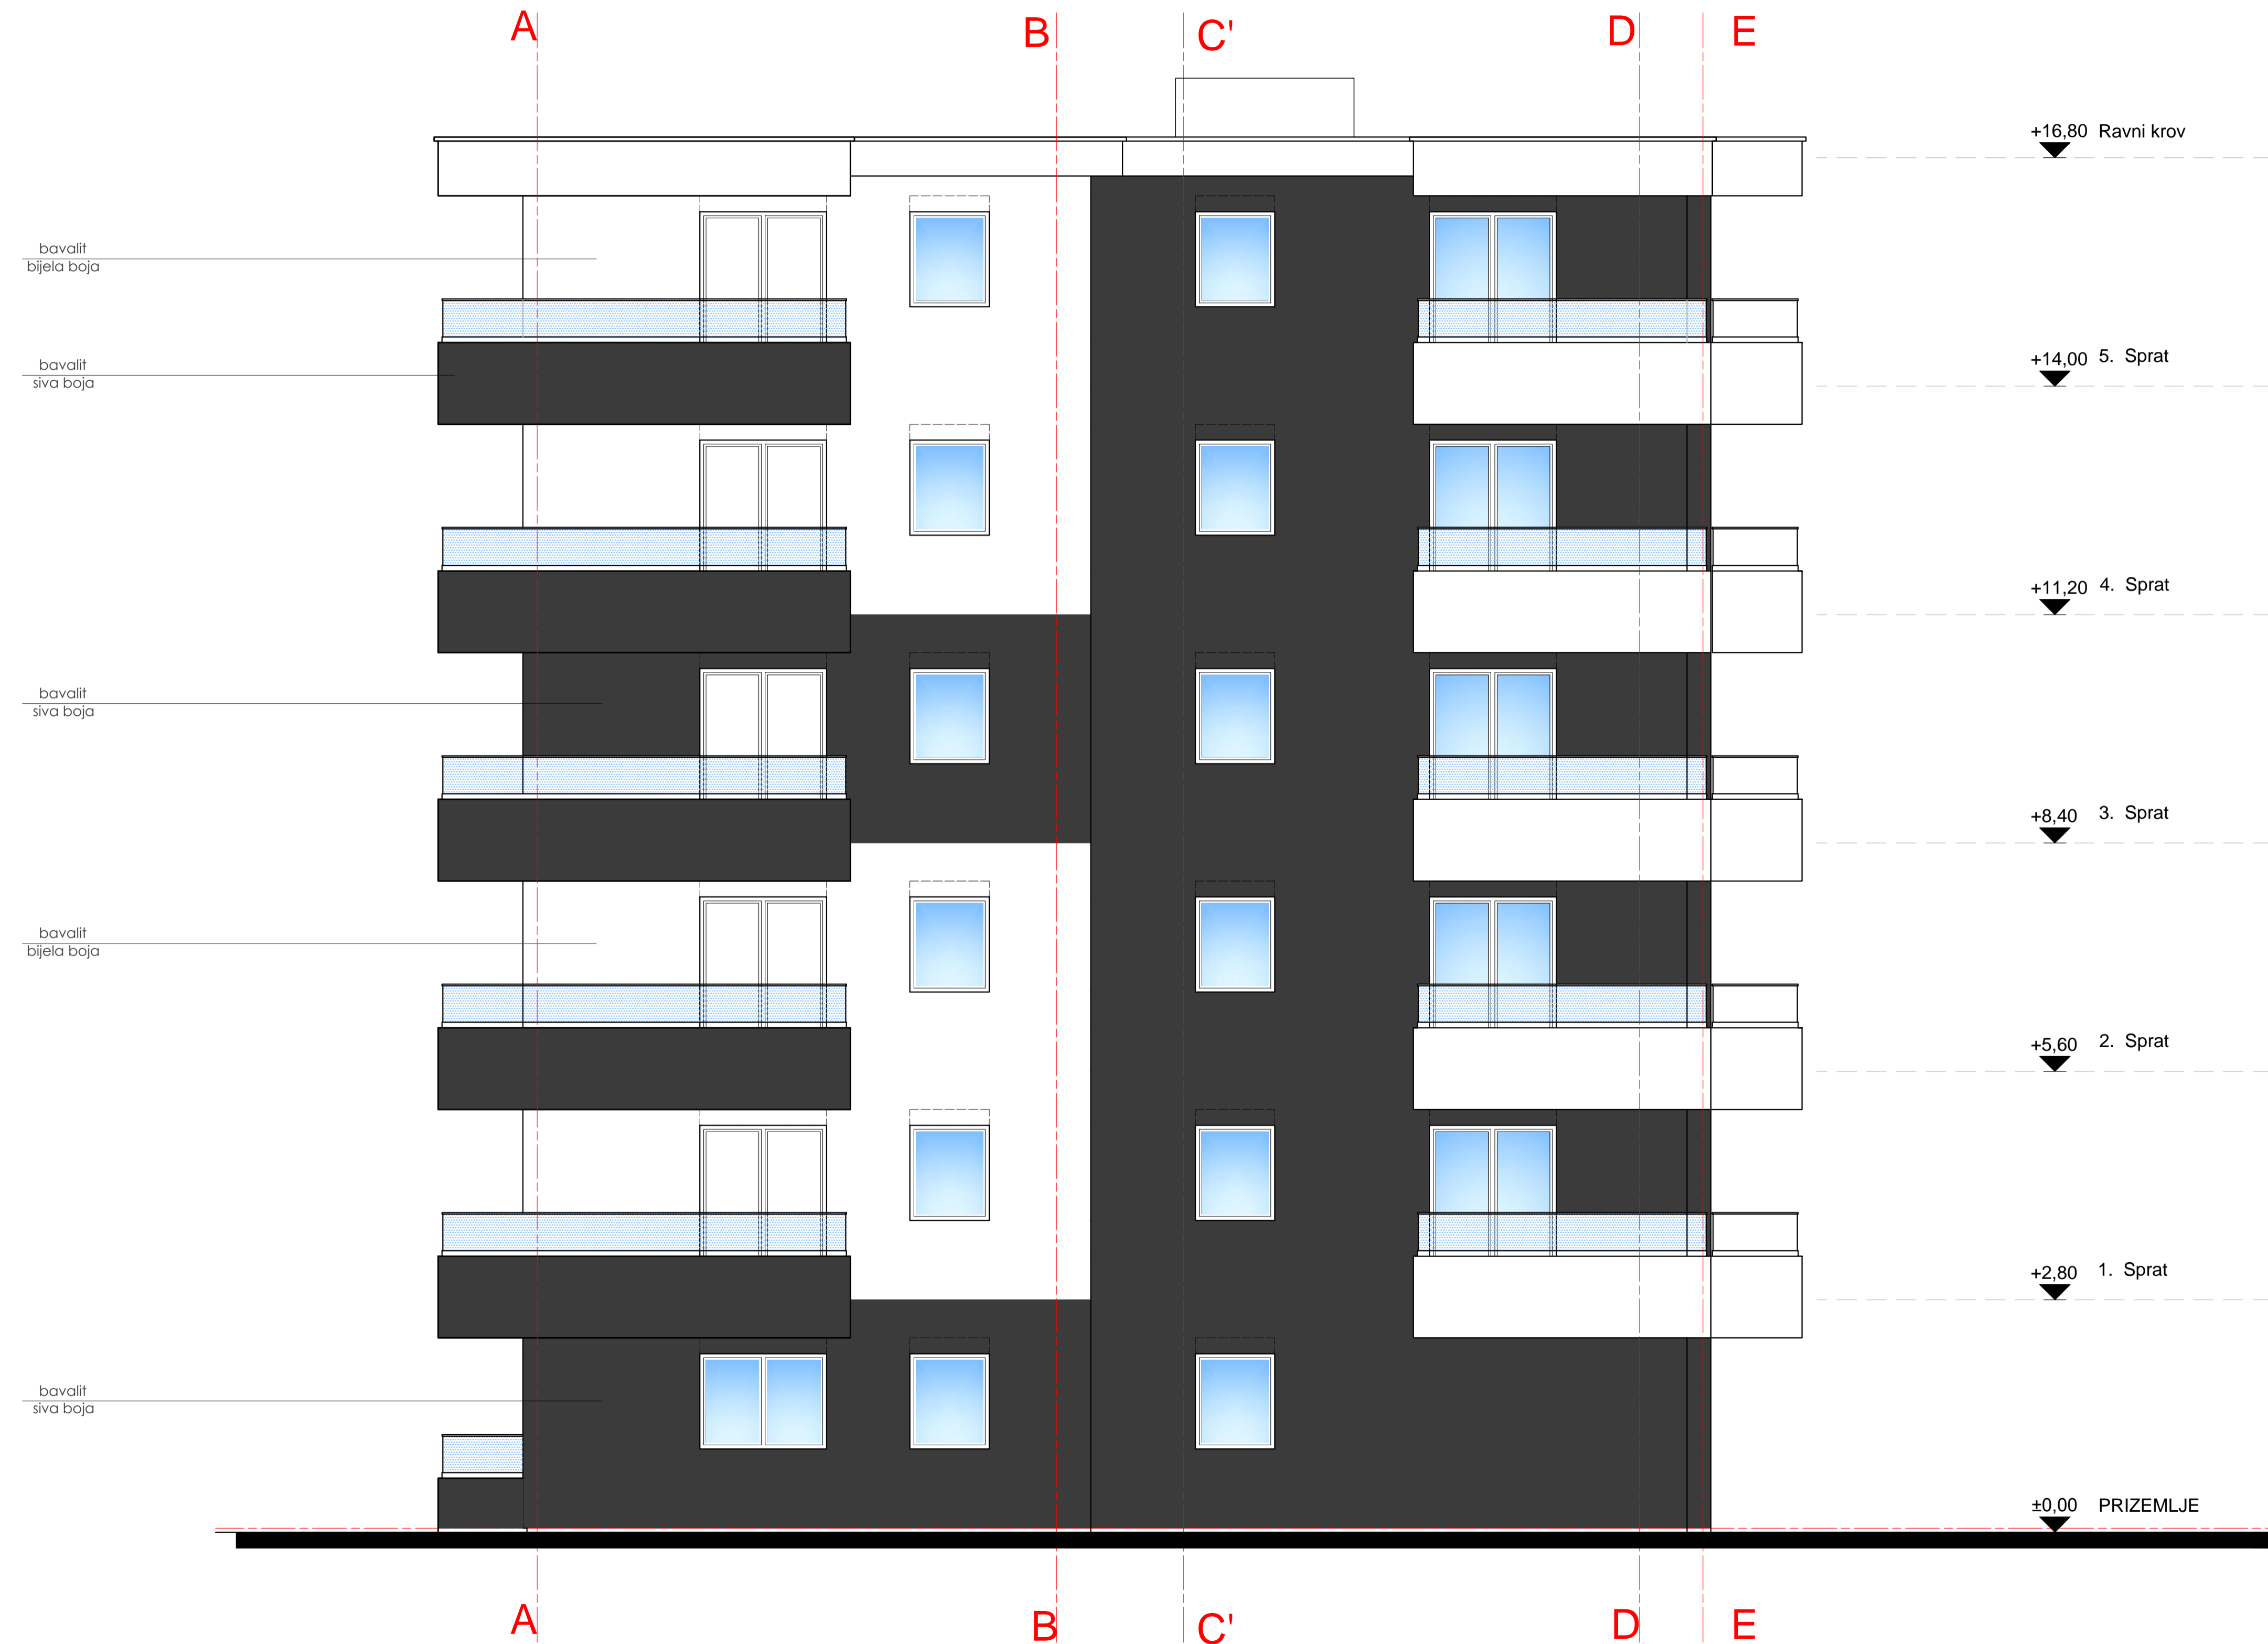 A B C' D E
+16,80 Ravni krov
bavalit
bijela boja
+14,00 5. Sprat
bavalit
siva boja
+11,20 4. Sprat
bavalit
siva boja
+8,40 3. Sprat
bavalit
bijela boja
+5,60 2. Sprat
+2,80 1. Sprat
bavalit
siva boja
±0,00 PRIZEMLJE
A B C' D E